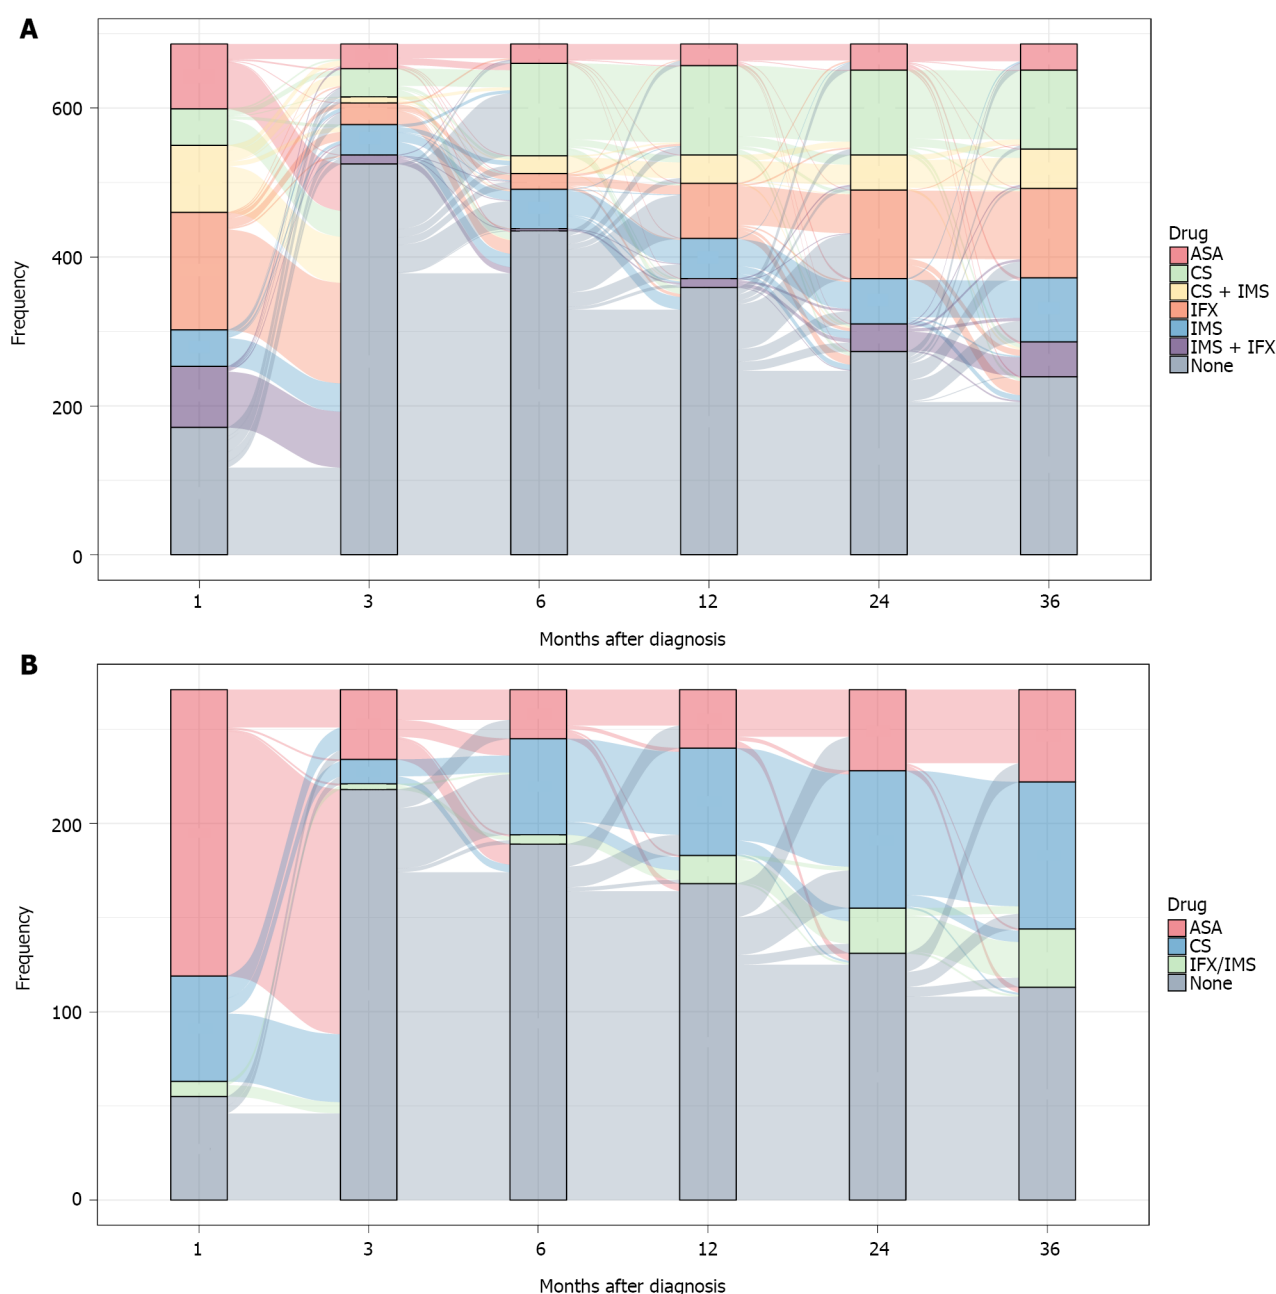 A
Frequency
600
400
200
0
1 3 6 12 24 36
Months after diagnosis
Drug
ASA
CS
CS + IMS
IFX
IMS
IMS + IFX
None
B
Frequency
200
100
0
1 3 6 12 24 36
Months after diagnosis
Drug
ASA
CS
IFX/IMS
None